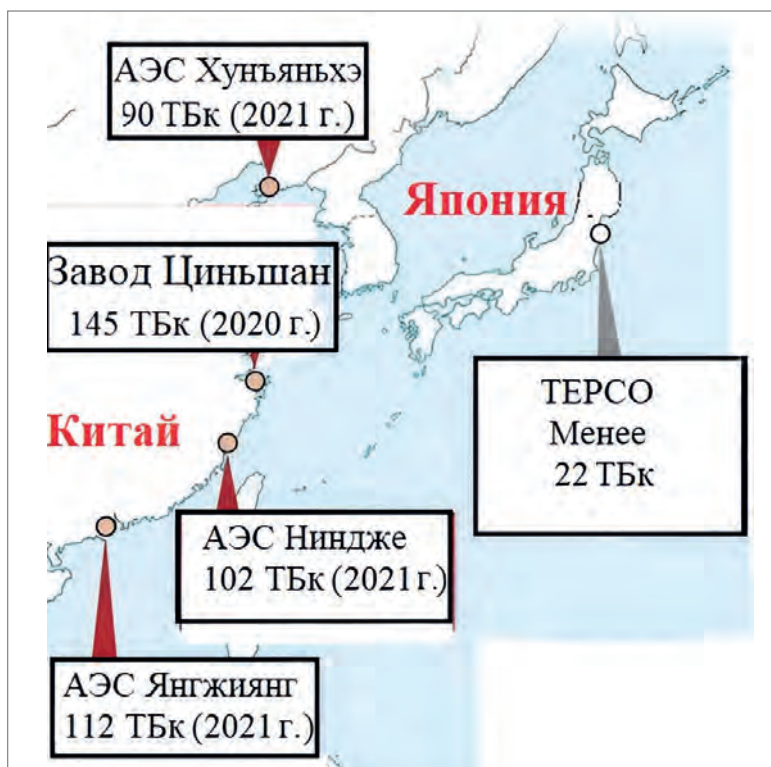 АЭС Хунъяньхэ
90 ТБк (2021 г.)
Япония
Завод Циньшан
145 ТБк (2020 г.)
ТЕРСО
Менее
22 ТБк
Китай
АЭС Ниндже
102 ТБк (2021 г.)
АЭС Янгжиянг
112 ТБк (2021 г.)